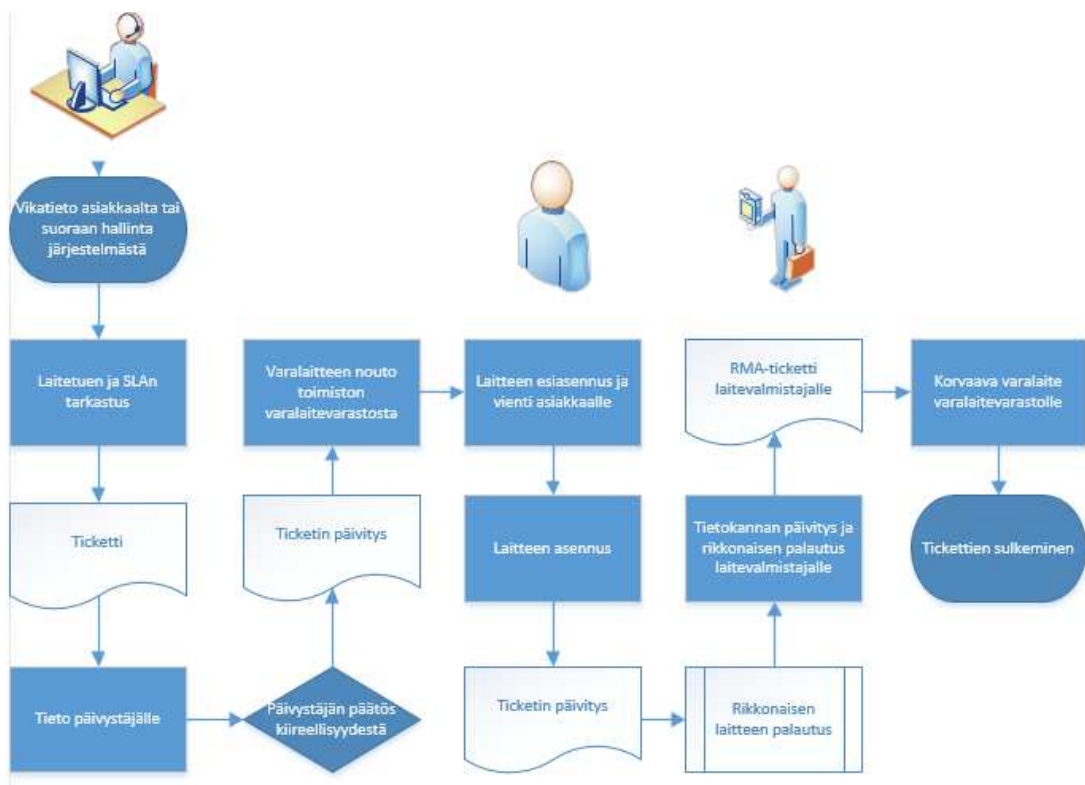 Vikatieto asiakkaalta tai
suoraan hallinta
järjestelmästä
Laitetuen ja SLAn
tarkastus
Ticketti
Tieto päivystäjälle
Päivystäjän päätös
kiireellisyydestä
Ticketin päivitys
Varalaitteen nouto
toimiston
varalaitevarastosta
Laitteen esiasennus ja
vienti asiakkaalle
Laitteen asennus
Ticketin päivitys
Rikkonaisen
laitteen palautus
Tietokannan päivitys ja
rikkonaisen palautus
laitevalmistajalle
RMA-ticketti
laitevalmistajalle
Korvaava varalaite
varalaitevarastolle
Tickettien sulkeminen